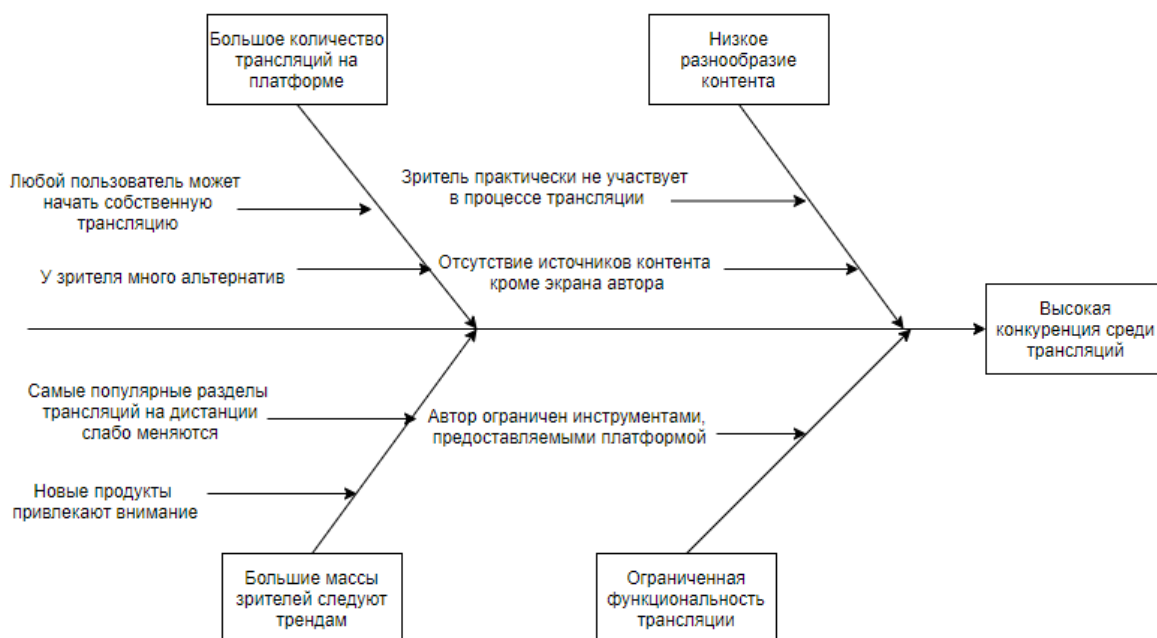 Большое количество
трансляций на
платформе
Низкое
разнообразие
контента
Любой пользователь может
начать собственную
трансляцию
Зритель практически не участвует
в процессе трансляции
У зрителя много альтернатив
Отсутствие источников контента
кроме экрана автора
Высокая
конкуренция среди
трансляций
Самые популярные разделы
трансляций на дистанции
слабо меняются
Автор ограничен инструментами,
предоставляемыми платформой
Новые продукты
привлекают внимание
Большие массы
зрителей следуют
трендам
Ограниченная
функциональность
трансляции